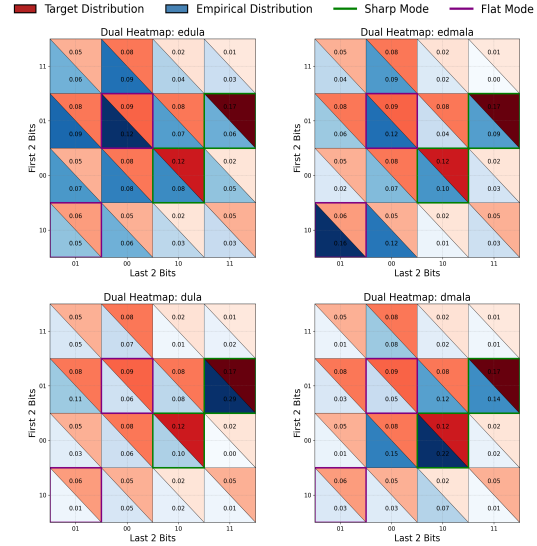 Target Distribution Empirical Distribution Sharp Mode Flat Mode
Dual Heatmap: edula
First 2 Bits
11
0.05 0.08 0.02 0.01
0.06 0.09 0.04 0.03
01
0.08 0.09 0.08
0.09 0.12 0.07 0.06
00
0.05 0.08 0.12 0.02
0.07 0.08 0.08 0.05
10
0.06 0.05 0.02 0.05
0.05 0.06 0.03 0.03
01 00 10 11
Last 2 Bits
Dual Heatmap: edmala
First 2 Bits
11
0.05 0.08 0.02 0.01
0.04 0.09 0.02 0.00
01
0.08 0.09 0.08
0.06 0.12 0.04 0.09
00
0.05 0.08 0.12 0.02
0.02 0.07 0.10 0.03
10
0.06 0.05 0.02 0.05
0.16 0.12 0.01 0.03
01 00 10 11
Last 2 Bits
Dual Heatmap: dula
First 2 Bits
11
0.05 0.08 0.02 0.01
0.05 0.07 0.01 0.02
01
0.08 0.09 0.08
0.11 0.06 0.08 0.29
00
0.05 0.08 0.12 0.02
0.03 0.06 0.10 0.00
10
0.06 0.05 0.02 0.05
0.01 0.05 0.02 0.03
01 00 10 11
Last 2 Bits
Dual Heatmap: dmala
First 2 Bits
11
0.05 0.08 0.02 0.01
0.01 0.08 0.01 0.02
01
0.08 0.09 0.08
0.03 0.05 0.12 0.14
00
0.05 0.08 0.12 0.02
0.03 0.15 0.22 0.01
10
0.06 0.05 0.02 0.05
0.01 0.02 0.07 0.03
01 00 10 11
Last 2 Bits